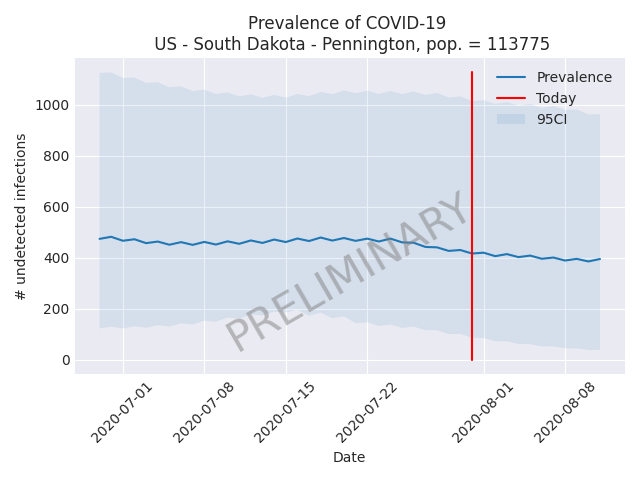 Prevalence of COVID-19
US - South Dakota - Pennington, pop. = 113775
# undetected infections
1000
800
600
400
200
0
Prevalence
Today
95CI
PRELIMINARY
2020-07-01
2020-07-08
2020-07-15
2020-07-22
2020-08-01
2020-08-08
Date